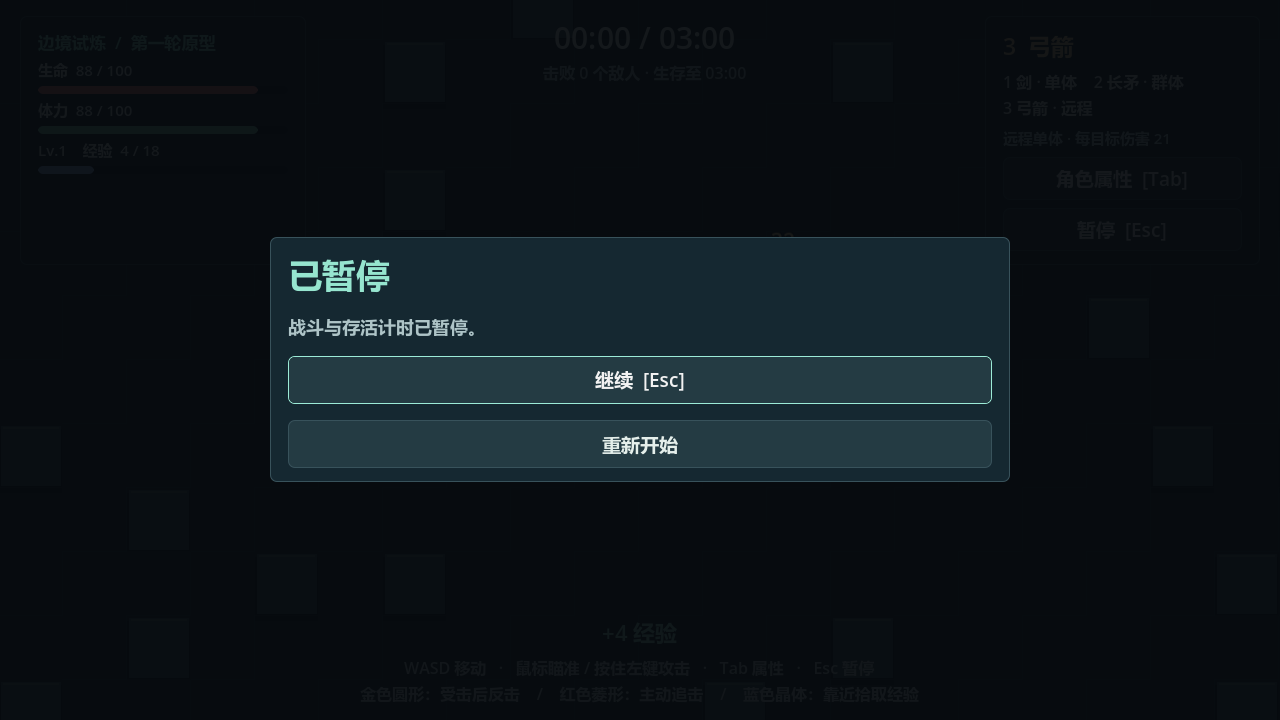 边境试炼 / 第一轮原型
生命 88 / 100
体力 88 / 100
Lv.1 经验 4 / 18
00:00 / 03:00
击败 0 个敌人 · 生存至 03:00
3 弓箭
1 剑 · 单体 2 长矛 · 群体
3 弓箭 · 远程
远程单体 · 每目标伤害 21
角色属性 [Tab]
暂停 [Esc]
已暂停
战斗与存活计时已暂停。
继续 [Esc]
重新开始
+4 经验
WASD 移动 · 鼠标瞄准 / 按住左键攻击 · Tab 属性 · Esc 暂停
金色圆形：受击后反击 / 红色菱形：主动追击 / 蓝色晶体：靠近拾取经验